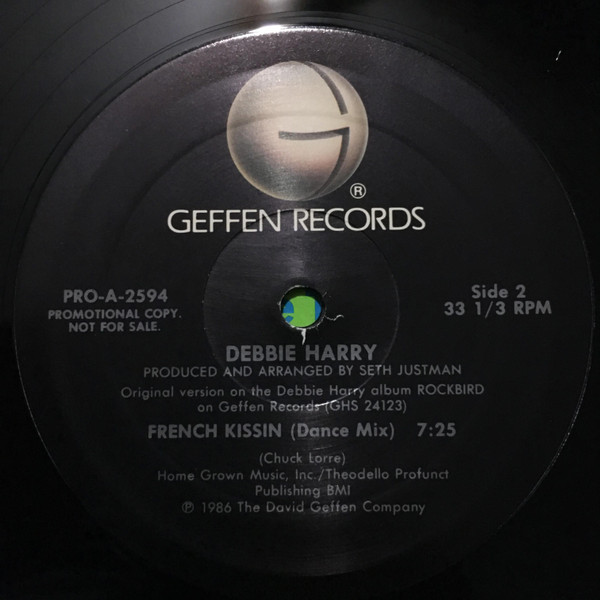 G
®
GEFFEN RECORDS
PRO-A-2594
PROMOTIONAL COPY.
NOT FOR SALE.
Side 2
33 1/3 RPM
DEBBIE HARRY
PRODUCED AND ARRANGED BY SETH JUSTMAN
Original version on the Debbie Harry album ROCKBIRD
on Geffen Records (GHS 24123)
FRENCH KISSIN (Dance Mix) 7:25
(Chuck Lorre)
Home Grown Music, Inc./Theodello Profunct
Publishing BMI
℗ 1986 The David Geffen Company